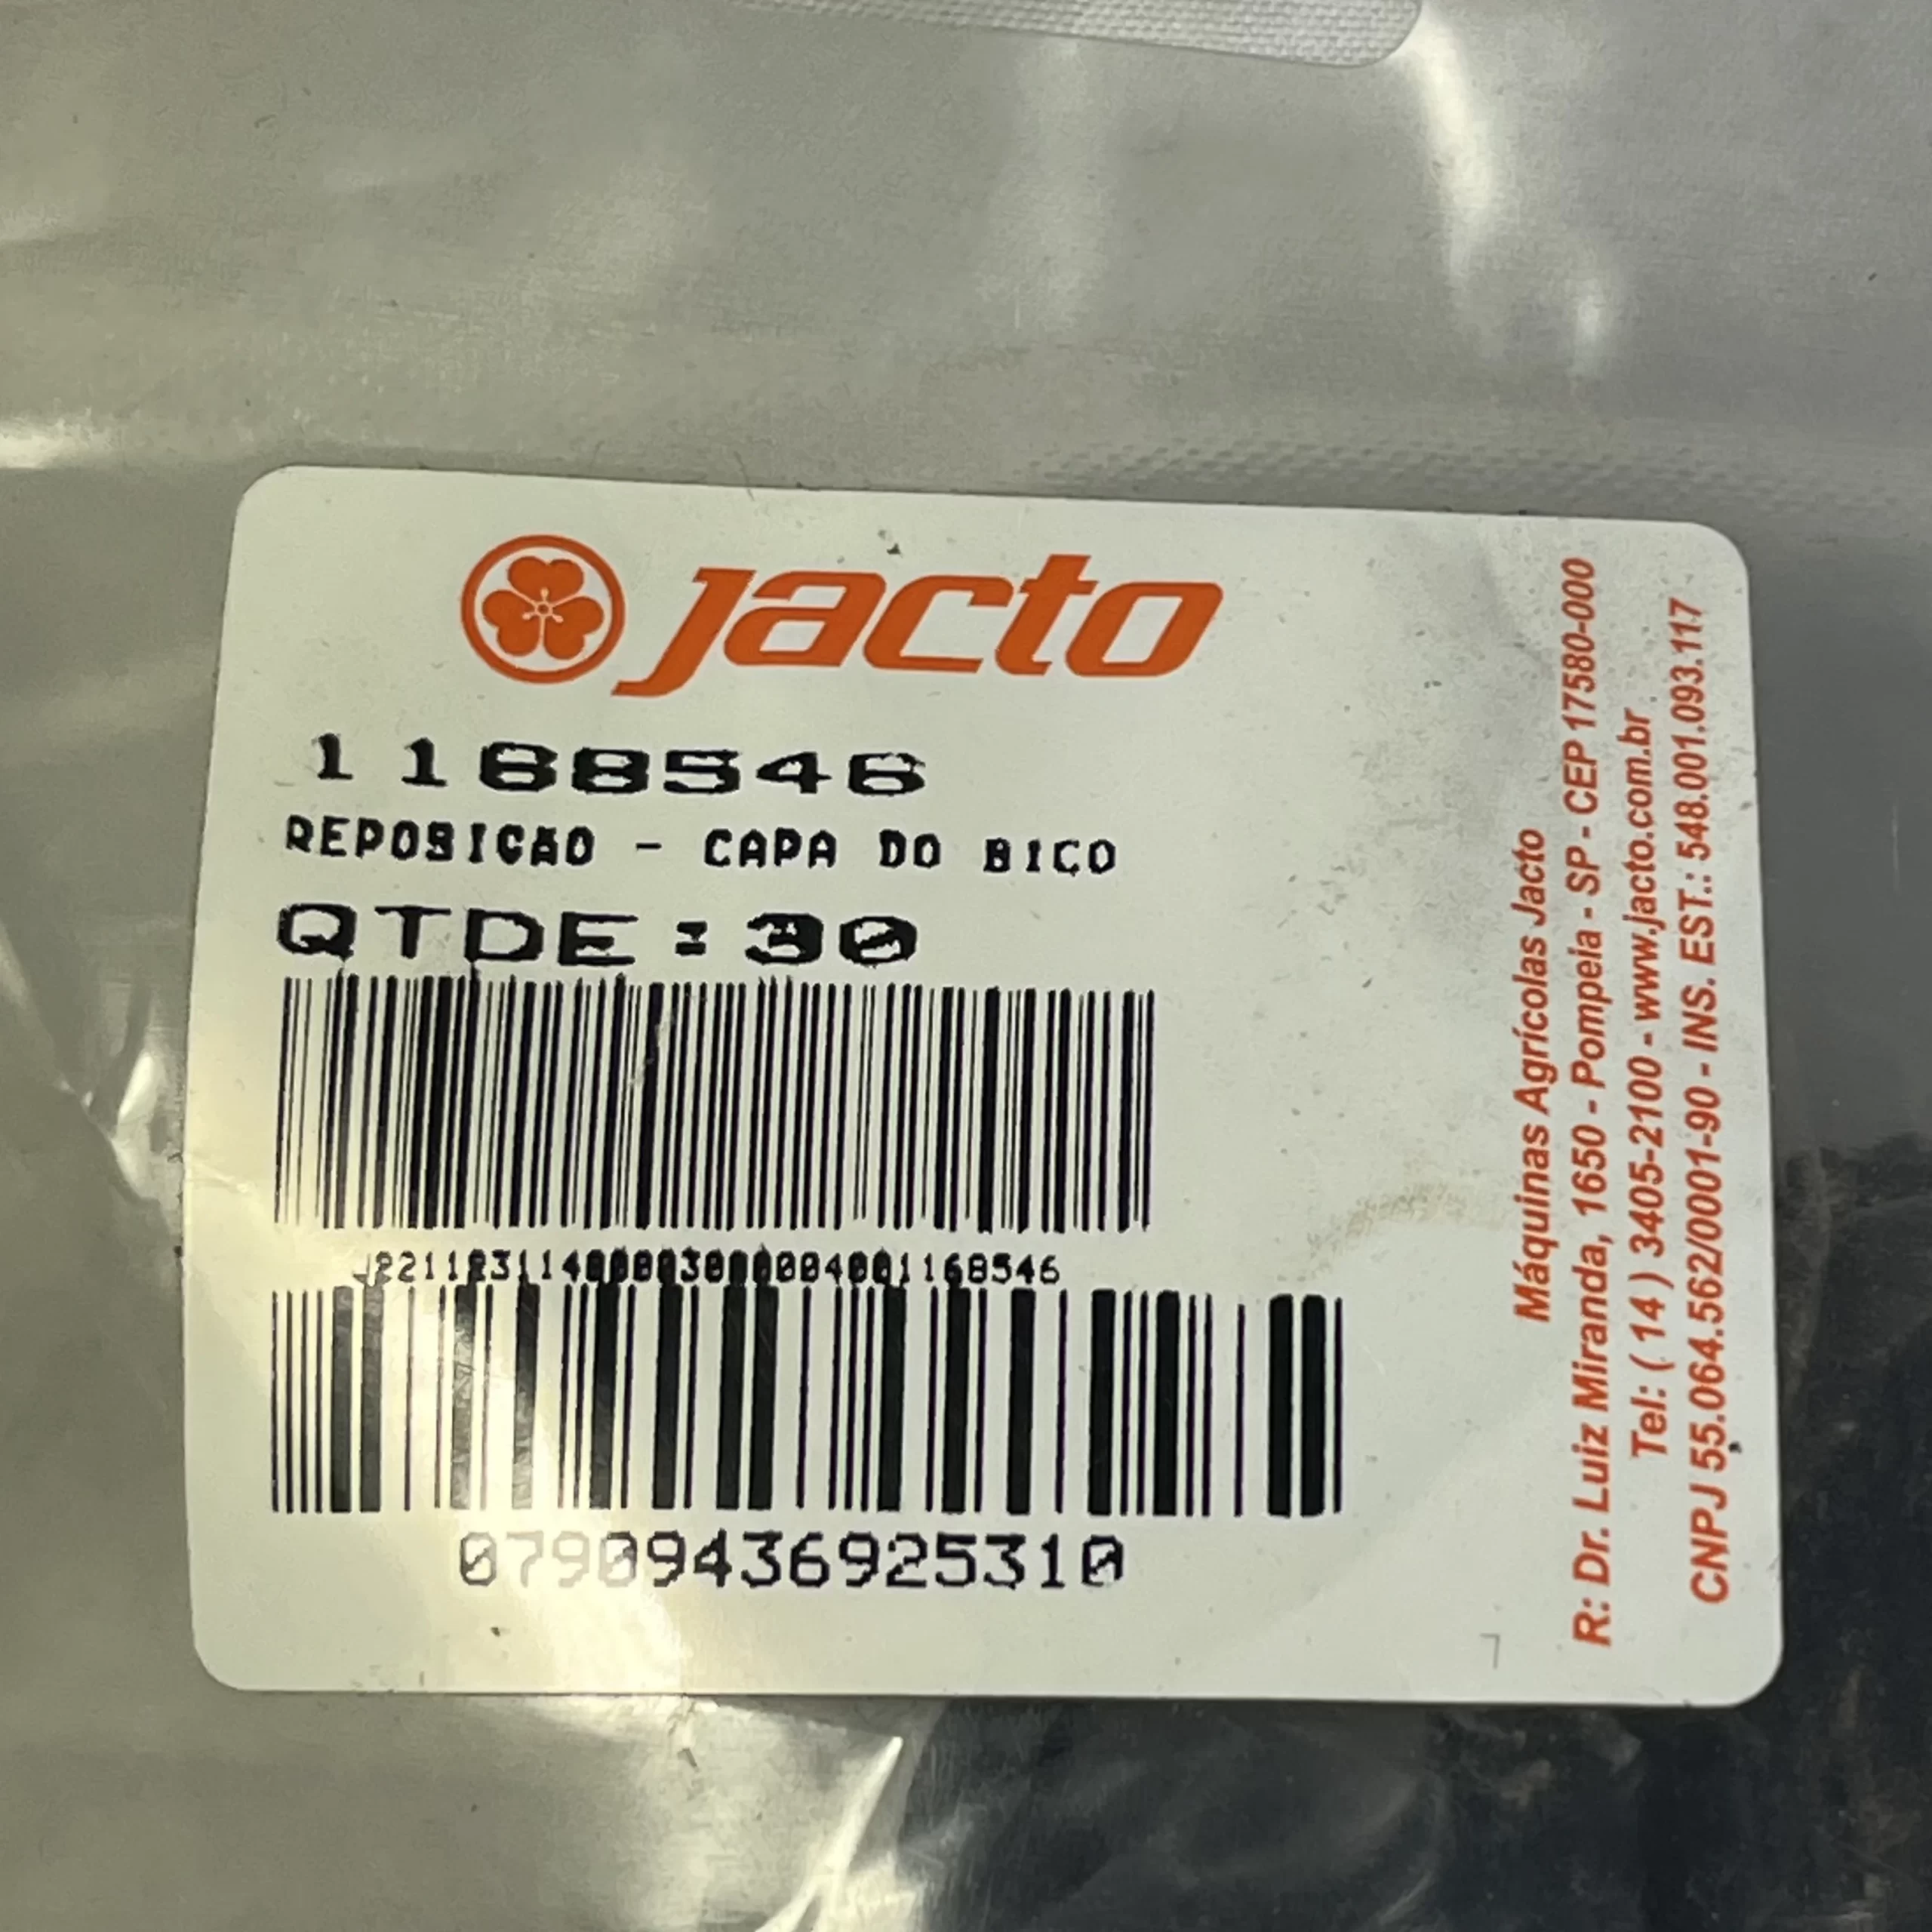 Jacto
1168546
REPOSICAO - CAPA DO BICO
QTDE:30
07909436925310
Máquinas Agrícolas Jacto
R: Dr. Luiz Miranda, 1650 - Pompeia - SP - CEP 17580-000
Tel: ( 14 ) 3405-2100 - www.jacto.com.br
CNPJ 55.064.562/0001-90 - INS. EST.: 548.001.093.117